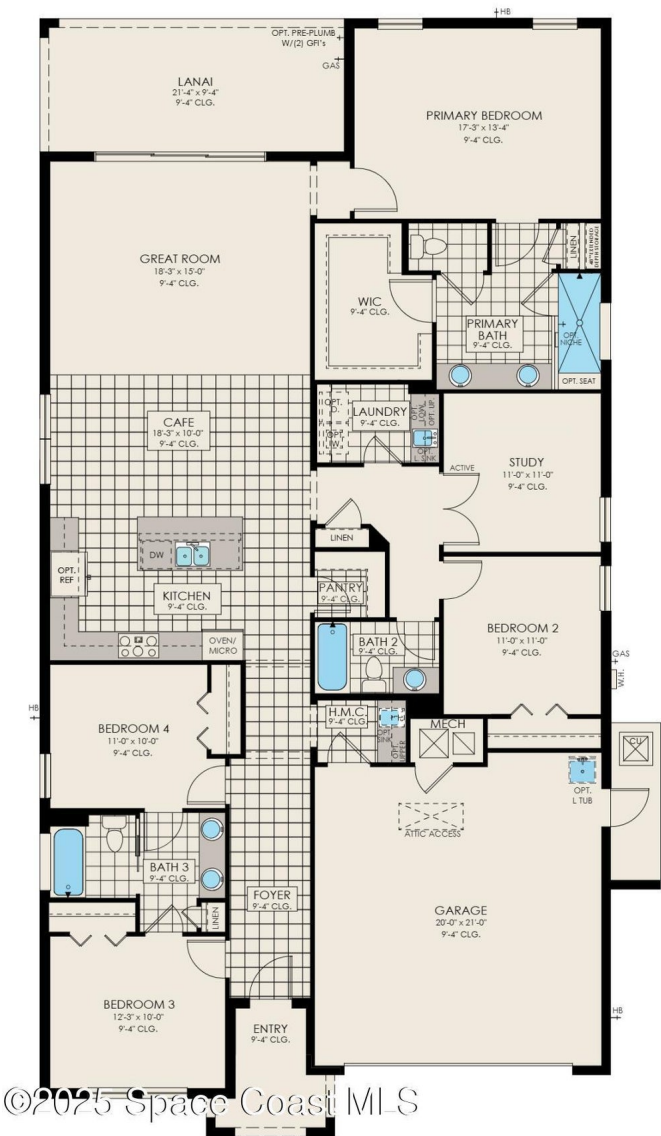 HB
OPT. PRE-PLUMB
W/(2) GFI's
GAS
LANAI
21'-4" x 9'-4"
9'-4" CLG.
PRIMARY BEDROOM
17'-3" x 13'-4"
9'-4" CLG.
GREAT ROOM
18'-3" x 15'-0"
9'-4" CLG.
WIC
9'-4" CLG.
LINEN
PRIMARY
BATH
9'-4" CLG.
OPT.
NICHE
OPT. SEAT
OPT.
D.
OPT.
W.
LAUNDRY
9'-4" CLG.
OPT.
LOW
OPT. UP
OPT.
L SINK
CAFE
18'-3" x 10'-0"
9'-4" CLG.
ACTIVE
STUDY
11'-0" x 11'-0"
9'-4" CLG.
LINEN
DW
OPT.
REF
KITCHEN
9'-4" CLG.
OVEN/
MICRO
PANTRY
9'-4" CLG.
BATH 2
9'-4" CLG.
BEDROOM 2
11'-0" x 11'-0"
9'-4" CLG.
GAS
W.H.
HB
BEDROOM 4
11'-0" x 10'-0"
9'-4" CLG.
H.M.C.
9'-4" CLG.
OPT.
SINK
OPT.
UPPER
MECH
CU
OPT.
L TUB
ATTIC ACCESS
BATH 3
9'-4" CLG.
LINEN
FOYER
9'-4" CLG.
GARAGE
20'-0" x 21'-0"
9'-4" CLG.
BEDROOM 3
12'-3" x 10'-0"
9'-4" CLG.
ENTRY
9'-4" CLG.
HB
©2025 Space Coast MLS